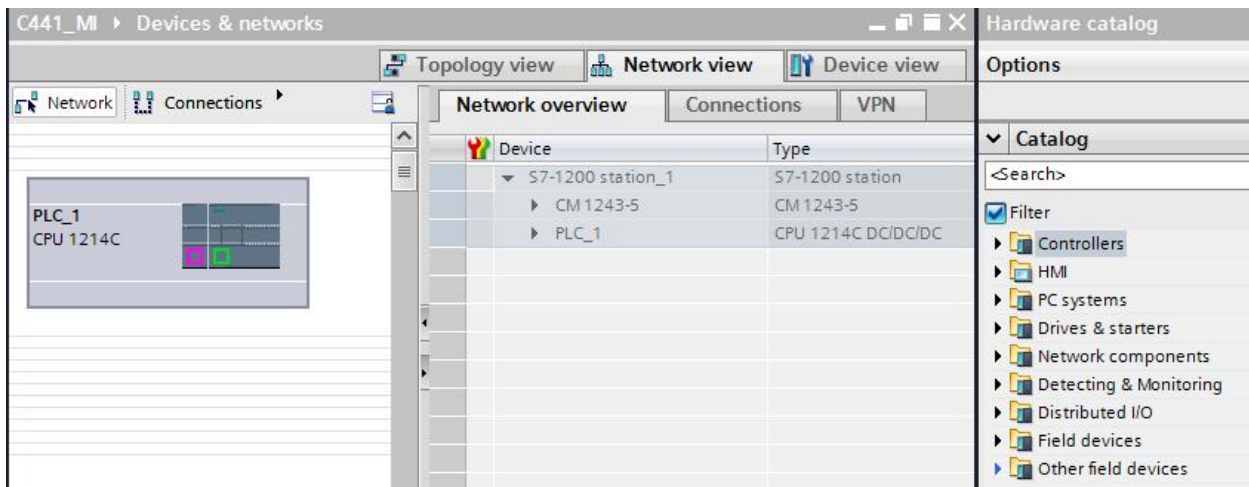 C441_MI ▸ Devices & networks
Hardware catalog
Topology view
Network view
Device view
Options
Network
Connections
Network overview
Connections
VPN
Device
Type
S7-1200 station_1
S7-1200 station
CM 1243-5
CM 1243-5
PLC_1
CPU 1214C DC/DC/DC
PLC_1
CPU 1214C
Catalog
<Search>
Filter
Controllers
HMI
PC systems
Drives & starters
Network components
Detecting & Monitoring
Distributed I/O
Field devices
Other field devices